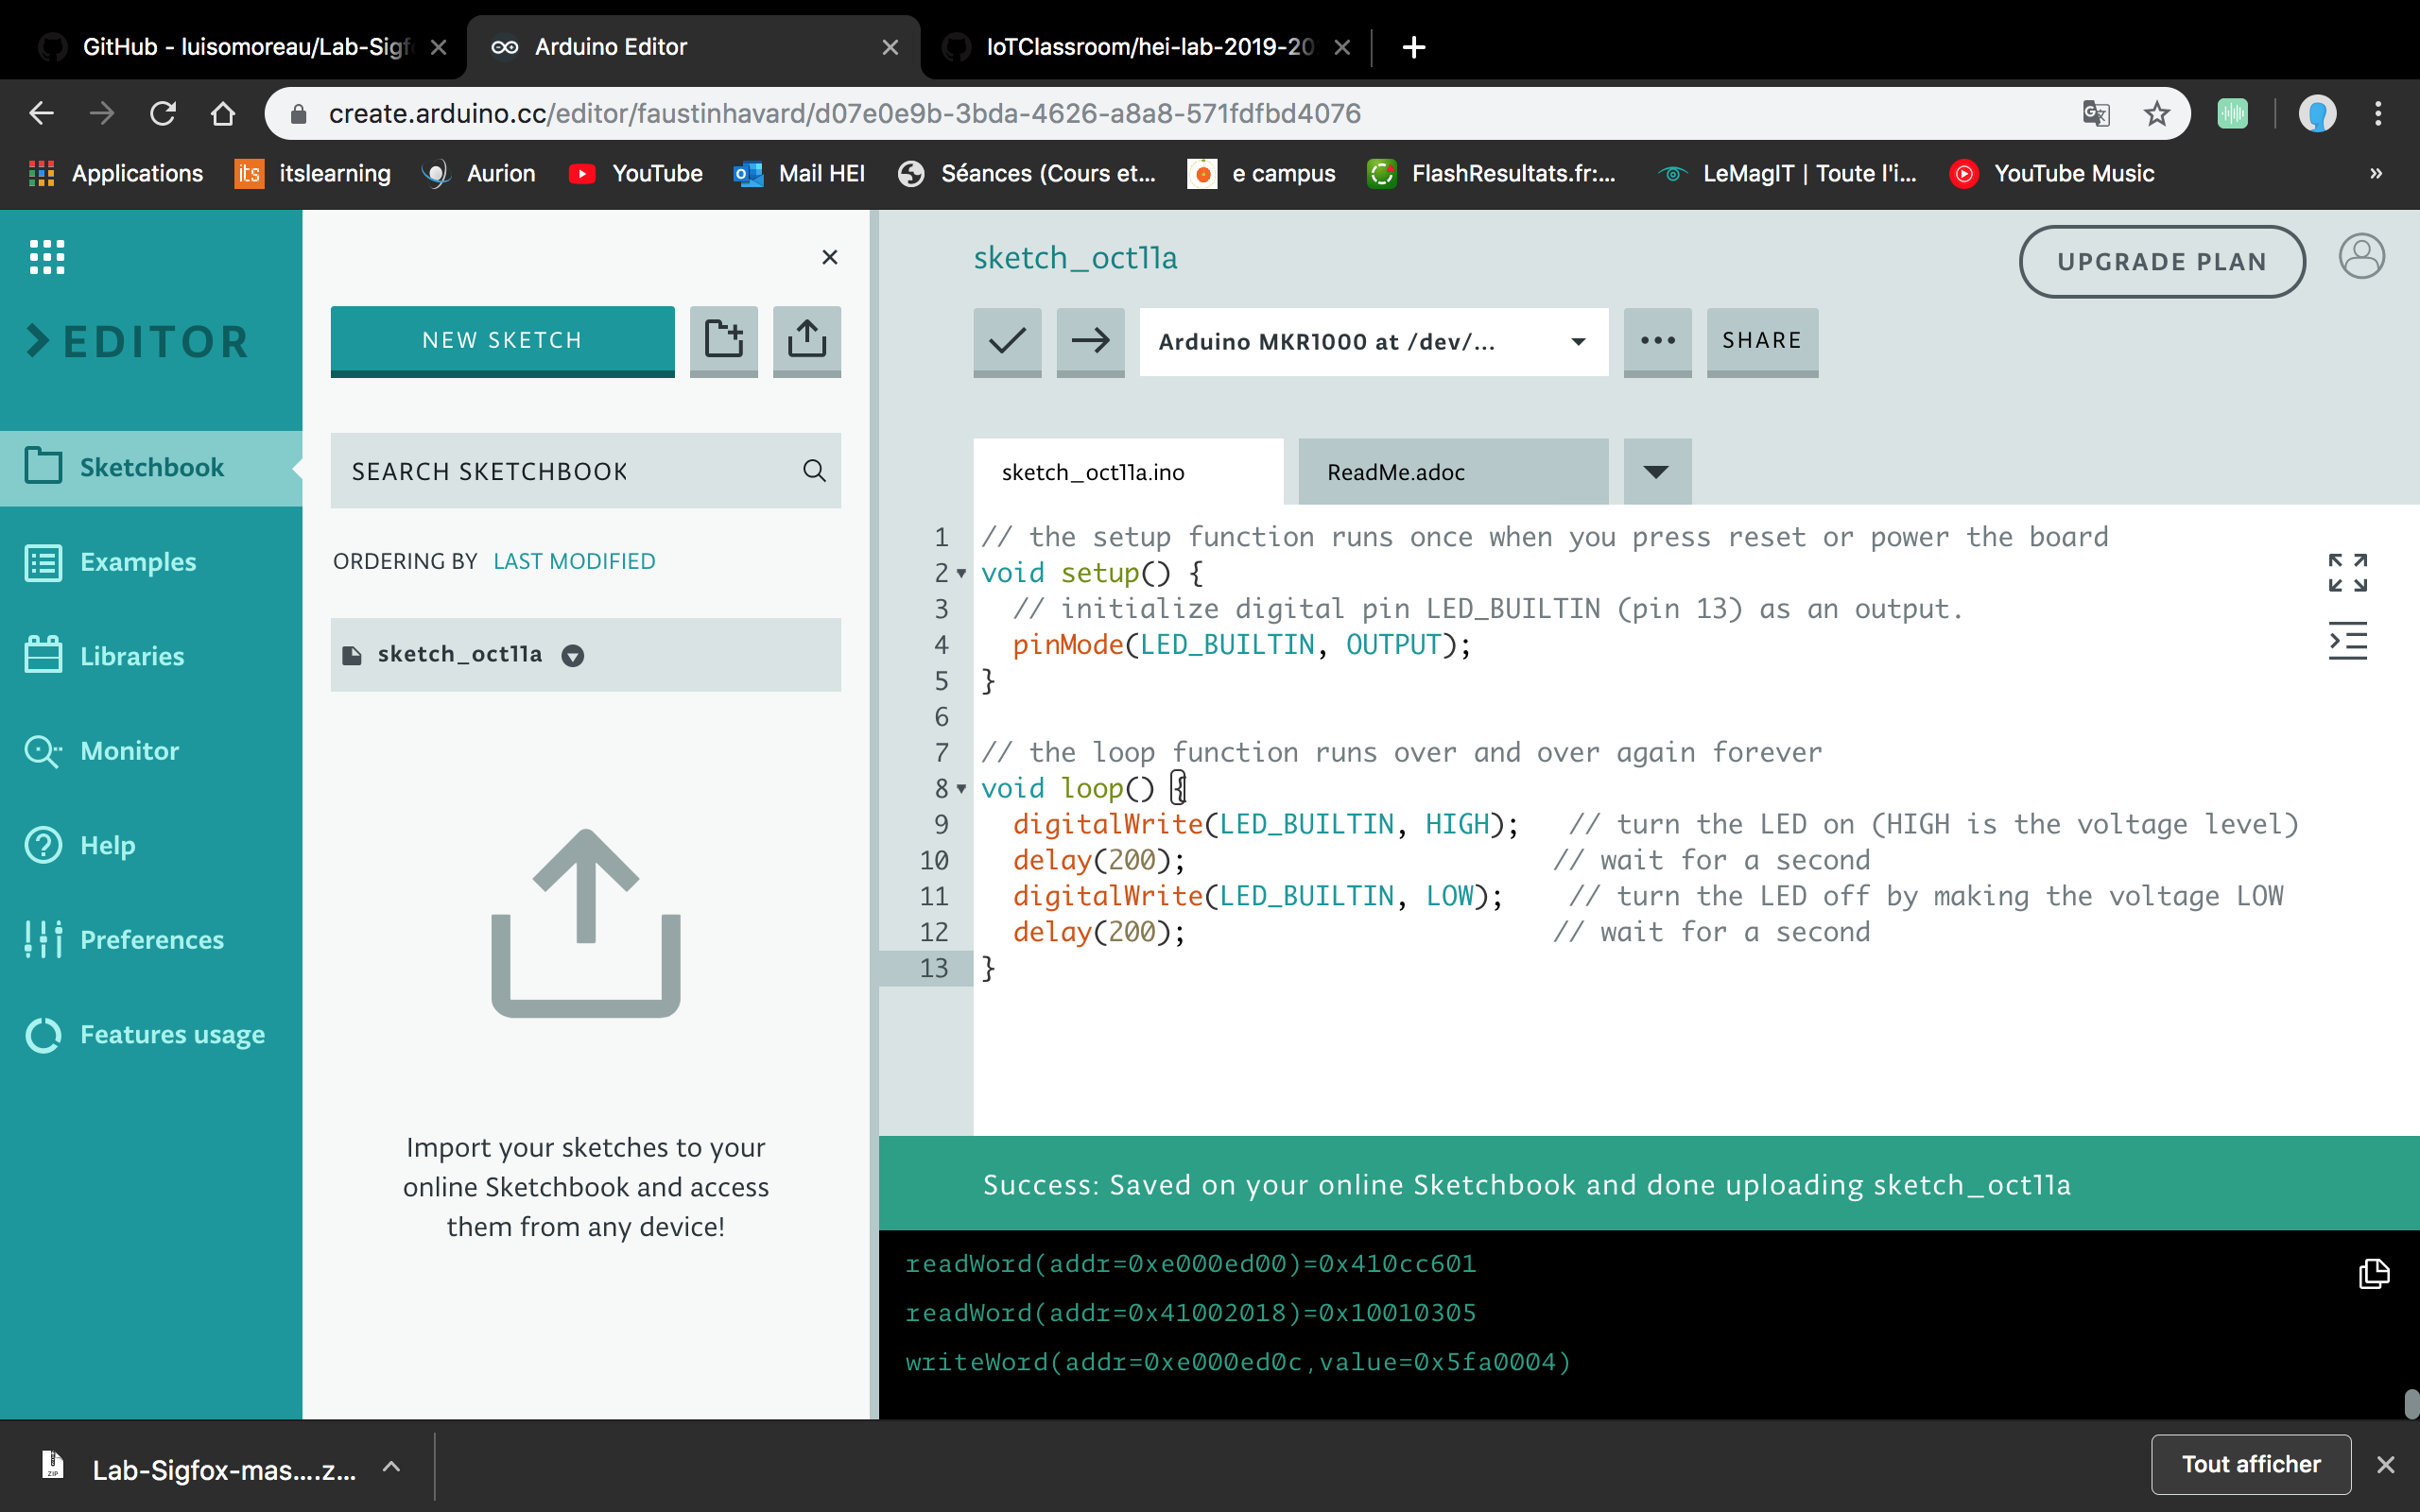 GitHub - luisomoreau/Lab-Sigf
Arduino Editor
IoTClassroom/hei-lab-2019-20
create.arduino.cc/editor/faustinhavard/d07e0e9b-3bda-4626-a8a8-571fdfbd4076
Applications
its itslearning
Aurion
YouTube
Mail HEI
Séances (Cours et...
e campus
FlashResultats.fr:...
LeMagIT | Toute l'i...
YouTube Music
»
EDITOR
Sketchbook
Examples
Libraries
Monitor
Help
Preferences
Features usage
NEW SKETCH
SEARCH SKETCHBOOK
ORDERING BY LAST MODIFIED
sketch_oct11a
Import your sketches to your
online Sketchbook and access
them from any device!
sketch_oct11a
UPGRADE PLAN
Arduino MKR1000 at /dev/...
SHARE
sketch_oct11a.ino
ReadMe.adoc
1 // the setup function runs once when you press reset or power the board
2 void setup() {
3 // initialize digital pin LED_BUILTIN (pin 13) as an output.
4 pinMode(LED_BUILTIN, OUTPUT);
5 }
6
7 // the loop function runs over and over again forever
8 void loop() {
9 digitalWrite(LED_BUILTIN, HIGH); // turn the LED on (HIGH is the voltage level)
10 delay(200); // wait for a second
11 digitalWrite(LED_BUILTIN, LOW); // turn the LED off by making the voltage LOW
12 delay(200); // wait for a second
13 }
Success: Saved on your online Sketchbook and done uploading sketch_oct11a
readWord(addr=0xe000ed00)=0x410cc601
readWord(addr=0x41002018)=0x10010305
writeWord(addr=0xe000ed0c,value=0x5fa0004)
ZIP
Lab-Sigfox-mas....z...
Tout afficher